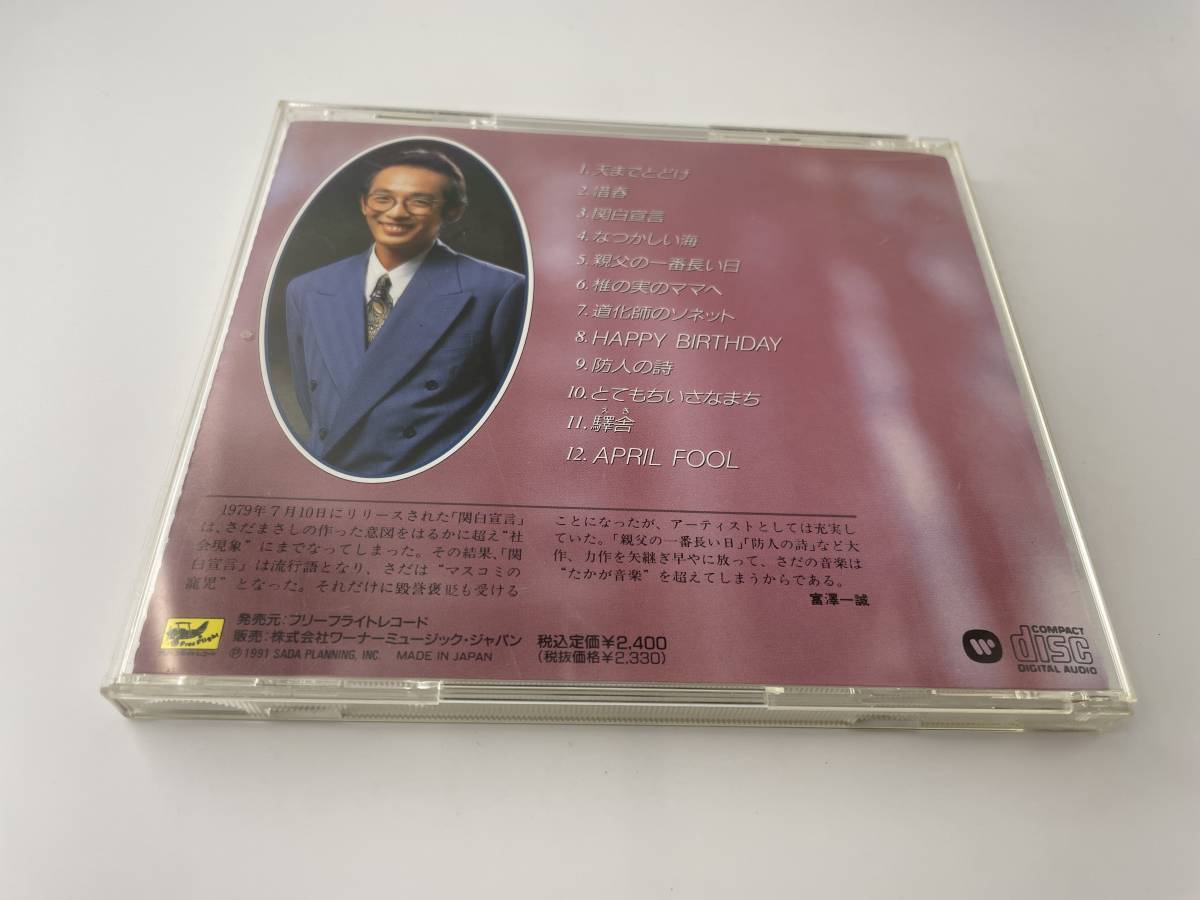 1. 天までとどけ
2. 惜春
3. 関白宣言
4. なつかしい海
5. 親父の一番長い日
6. 椎の実のママへ
7. 道化師のソネット
8. HAPPY BIRTHDAY
9. 防人の詩
10. とてもちいさなまち
えき
11. 驛舎
12. APRIL FOOL
1979年7月10日にリリースされた「関白宣言」
は、さだまさしの作った意図をはるかに超え“社
会現象”にまでなってしまった。その結果、「関
白宣言」は流行語となり、さだは“マスコミの
寵児”となった。それだけに毀誉褒貶も受ける
ことになったが、アーティストとしては充実し
ていた。「親父の一番長い日」「防人の詩」など大
作、力作を矢継ぎ早やに放って、さだの音楽は
“たかが音楽”を超えてしまうからである。
富澤一誠
Free Flight
発売元：フリーフライトレコード
販売：株式会社ワーナーミュージック・ジャパン
Ⓟ 1991 SADA PLANNING, INC. MADE IN JAPAN
税込定価¥2,400
(税抜価格¥2,330)
COMPACT
disc
DIGITAL AUDIO